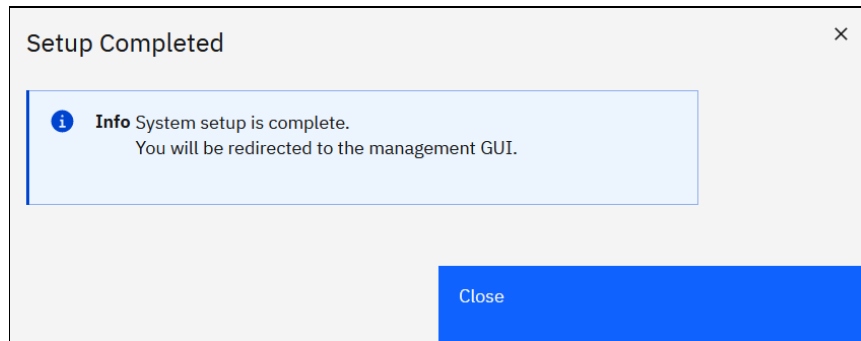 Setup Completed
Info System setup is complete.
You will be redirected to the management GUI.
Close